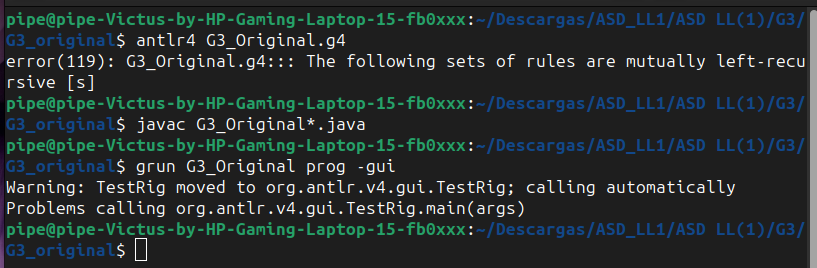 pipe@pipe-Victus-by-HP-Gaming-Laptop-15-fb0xxx:~/Descargas/ASD_LL1/ASD LL(1)/G3/
G3_original$ antlr4 G3_Original.g4
error(119): G3_Original.g4::: The following sets of rules are mutually left-recu
rsive [s]
pipe@pipe-Victus-by-HP-Gaming-Laptop-15-fb0xxx:~/Descargas/ASD_LL1/ASD LL(1)/G3/
G3_original$ javac G3_Original*.java
pipe@pipe-Victus-by-HP-Gaming-Laptop-15-fb0xxx:~/Descargas/ASD_LL1/ASD LL(1)/G3/
G3_original$ grun G3_Original prog -gui
Warning: TestRig moved to org.antlr.v4.gui.TestRig; calling automatically
Problems calling org.antlr.v4.gui.TestRig.main(args)
pipe@pipe-Victus-by-HP-Gaming-Laptop-15-fb0xxx:~/Descargas/ASD_LL1/ASD LL(1)/G3/
G3_original$